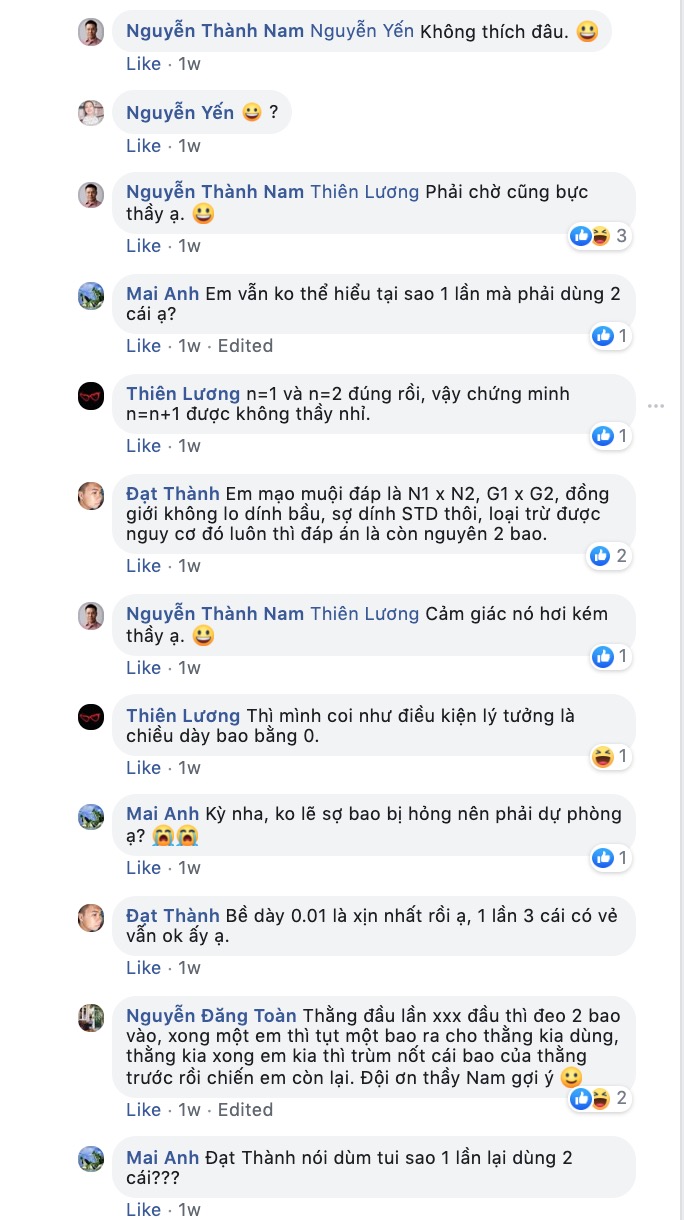 Nguyễn Thành Nam Nguyễn Yến Không thích đâu. 😀
Like · 1w
Nguyễn Yến 😀 ?
Like · 1w
Nguyễn Thành Nam Thiên Lương Phải chờ cũng bực
thầy ạ. 😃
3
Like · 1w
Mai Anh Em vẫn ko thể hiểu tại sao 1 lần mà phải dùng 2
cái ạ?
1
Like · 1w · Edited
Thiên Lương n=1 và n=2 đúng rồi, vậy chứng minh
n=n+1 được không thầy nhỉ.
1
Like · 1w
Đạt Thành Em mạo muội đáp là N1 x N2, G1 x G2, đồng
giới không lo dính bầu, sợ dính STD thôi, loại trừ được
nguy cơ đó luôn thì đáp án là còn nguyên 2 bao.
2
Like · 1w
Nguyễn Thành Nam Thiên Lương Cảm giác nó hơi kém
thầy ạ. 😃
1
Like · 1w
Thiên Lương Thì mình coi như điều kiện lý tưởng là
chiều dày bao bằng 0.
1
Like · 1w
Mai Anh Kỳ nha, ko lẽ sợ bao bị hỏng nên phải dự phòng
ạ? 😭😭
1
Like · 1w
Đạt Thành Bề dày 0.01 là xịn nhất rồi ạ, 1 lần 3 cái có vẻ
vẫn ok ấy ạ.
Like · 1w
Nguyễn Đăng Toàn Thằng đầu lần xxx đầu thì đeo 2 bao
vào, xong một em thì tụt một bao ra cho thằng kia dùng,
thằng kia xong em kia thì trùm nốt cái bao của thằng
trước rồi chiến em còn lại. Đội ơn thầy Nam gợi ý 🙂
2
Like · 1w · Edited
Mai Anh Đạt Thành nói dùm tui sao 1 lần lại dùng 2
cái???
Like · 1w